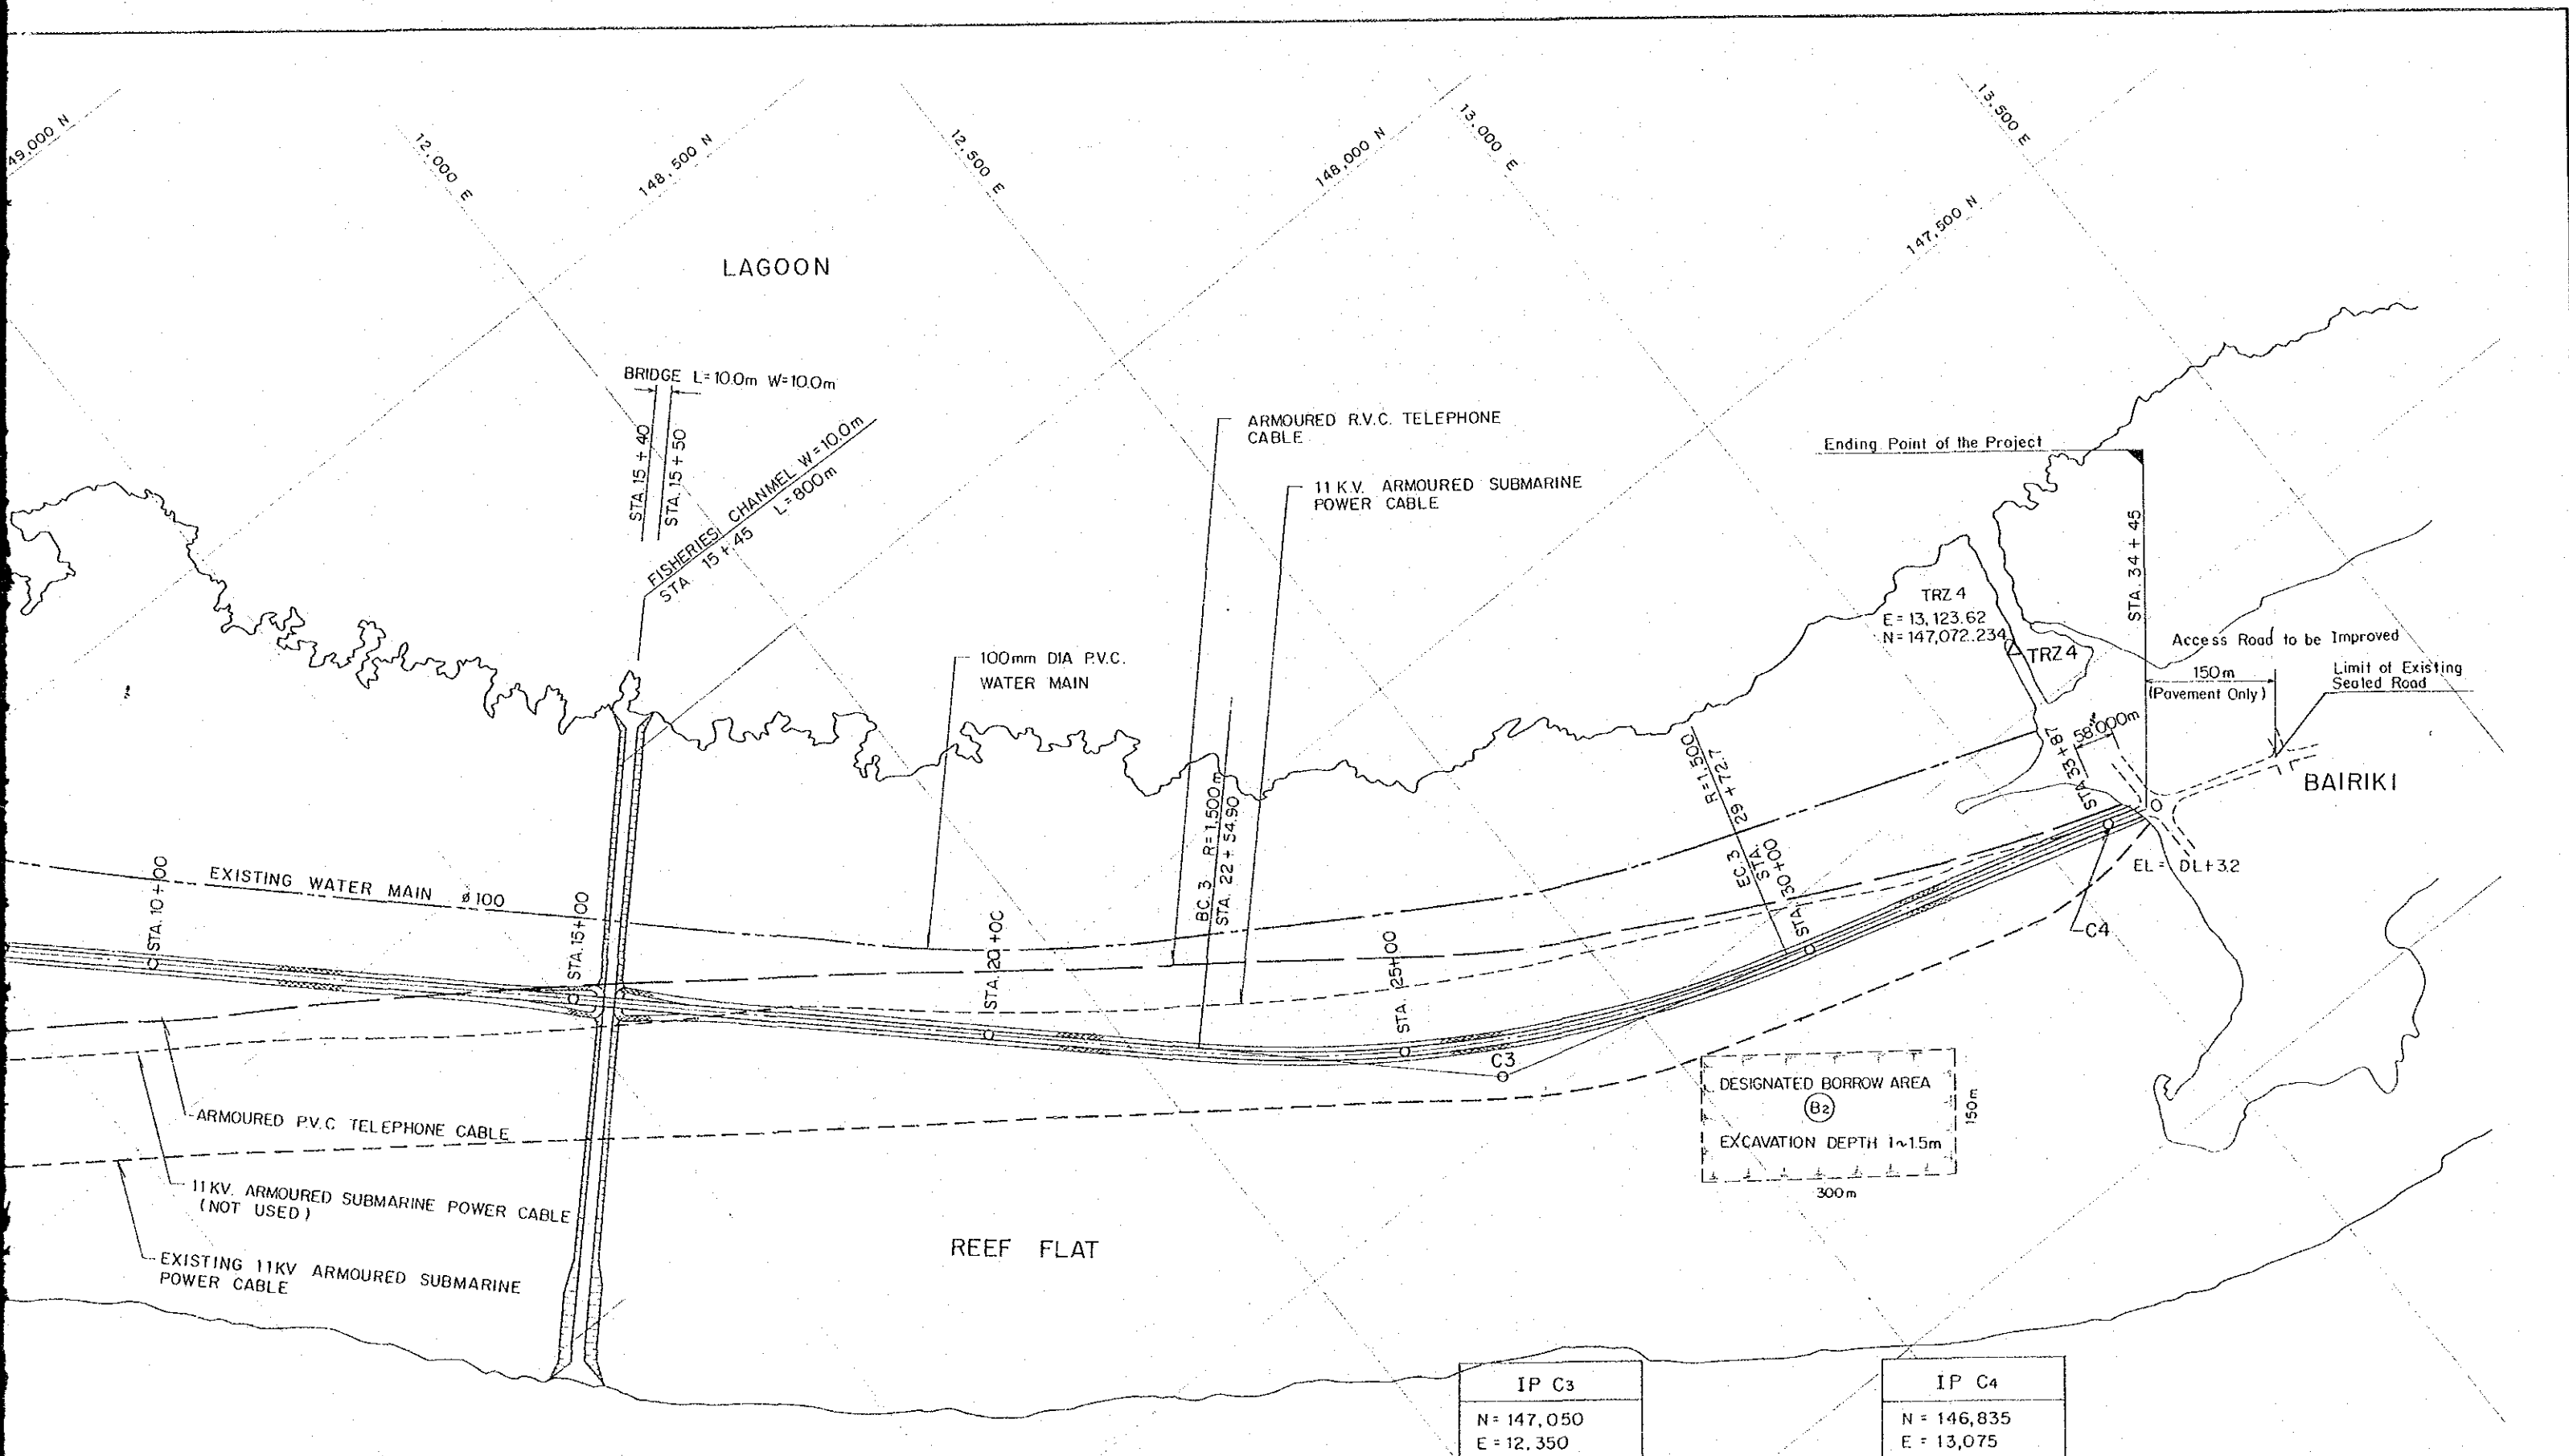 49,000 N
12,000 E
148,500 N
12,500 E
148,000 N
13,000 E
13,500 E
147,500 N
LAGOON
BRIDGE L=10.0m W=10.0m
STA. 15 + 40
STA. 15 + 50
FISHERIES CHANMEL W=10.0m
STA 15 + 45 L=800m
ARMOURED R.V.C. TELEPHONE
CABLE
11 K.V. ARMOURED SUBMARINE
POWER CABLE
Ending Point of the Project
STA. 34 + 45
TRZ 4
E = 13,123.62
N = 147,072.234
TRZ 4
Access Road to be Improved
150m
(Pavement Only)
Limit of Existing
Sealed Road
100mm DIA P.V.C.
WATER MAIN
BC. 3 R=1,500m
STA. 22 + 54.90
EC.3 R=1,500
STA. 29 + 72.7
STA. 30+00
STA 33+87
58.000m
BAIRIKI
EL = DL+3.2
C4
EXISTING WATER MAIN ø100
STA. 10 + 00
STA. 15+00
STA. 20 +00
STA. 25+00
C3
DESIGNATED BORROW AREA
B2
EXCAVATION DEPTH 1~1.5m
150m
300m
ARMOURED P.V.C TELEPHONE CABLE
11KV. ARMOURED SUBMARINE POWER CABLE
(NOT USED)
EXISTING 11KV ARMOURED SUBMARINE
POWER CABLE
REEF FLAT
IP C3
N = 147,050
E = 12,350
IP C4
N = 146,835
E = 13,075